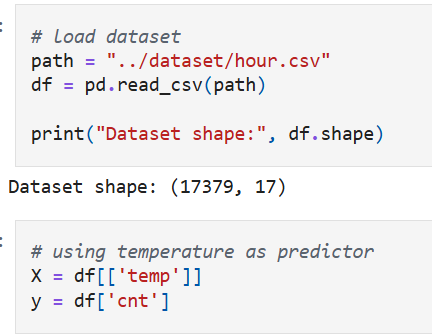 # load dataset
path = "../dataset/hour.csv"
df = pd.read_csv(path)
print("Dataset shape:", df.shape)
Dataset shape: (17379, 17)
# using temperature as predictor
X = df[['temp']]
y = df['cnt']